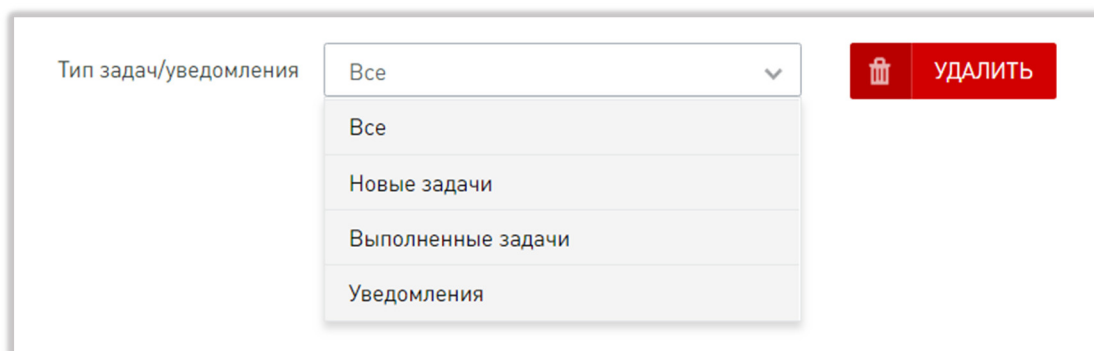 Тип задач/уведомления
Все
УДАЛИТЬ
Все
Новые задачи
Выполненные задачи
Уведомления